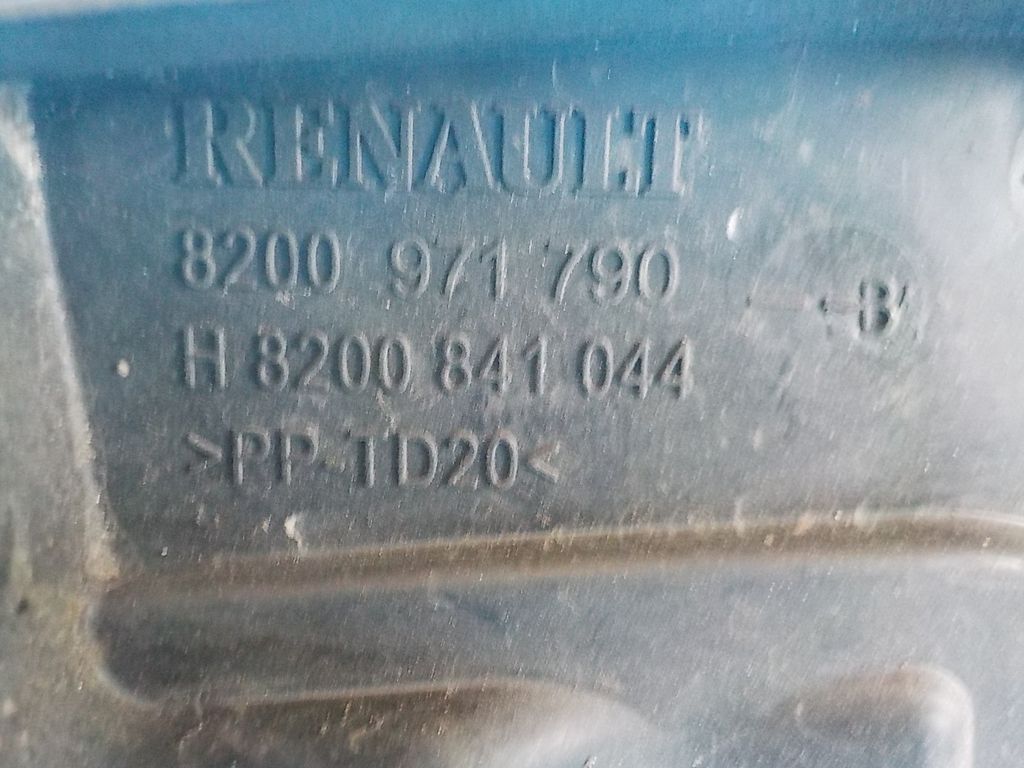 RENAULT
8200 971 790
H 8200 841 044
>PP TD20<